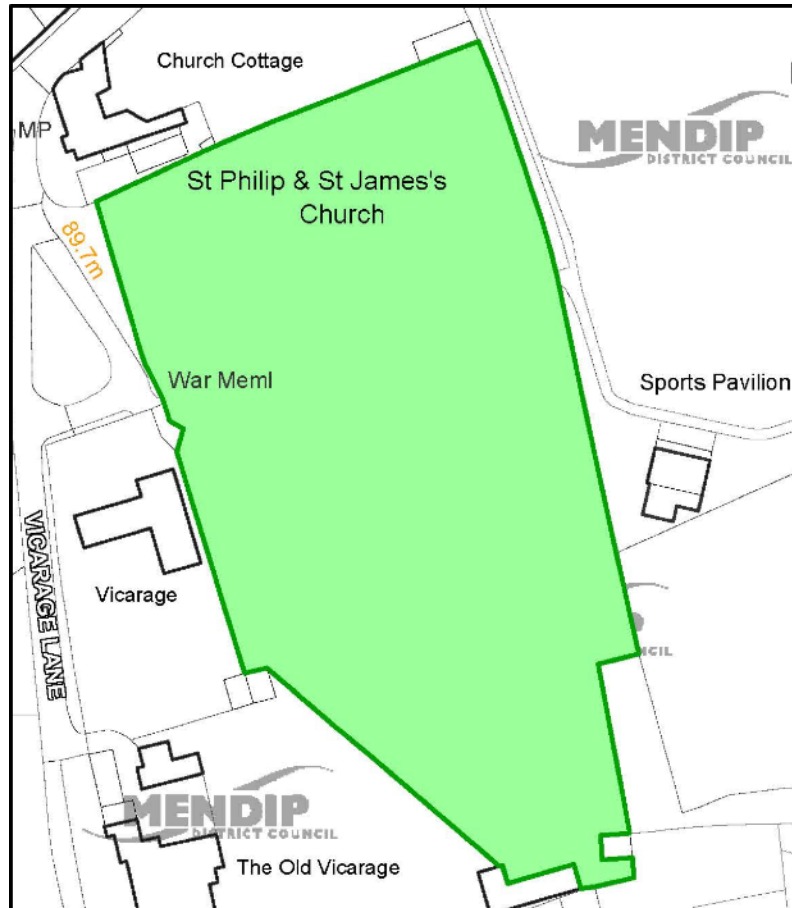 Church Cottage
MP
MENDIP
DISTRICT COUNCIL
St Philip & St James's
Church
89.7m
War Meml
Sports Pavilion
VICARAGE LANE
Vicarage
NCIL
MENDIP
DISTRICT COUNCIL
The Old Vicarage